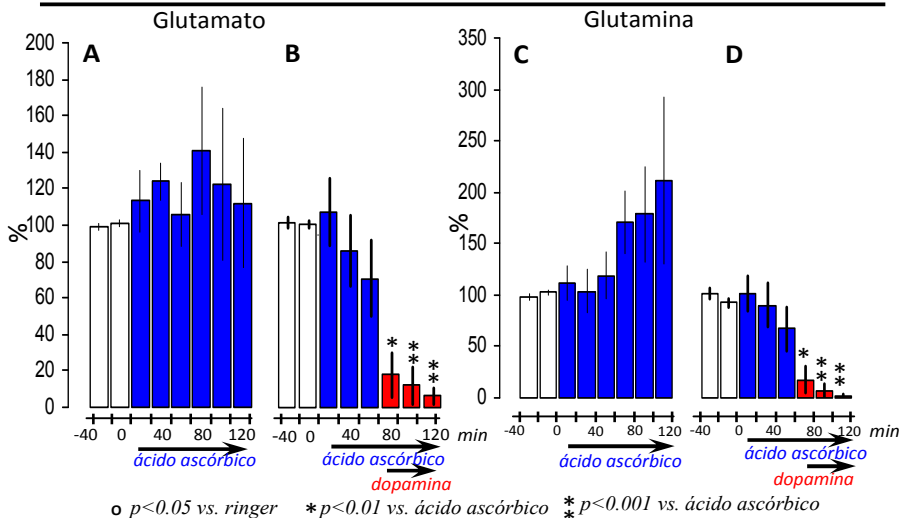 Glutamato
Glutamina
A
B
C
D
200
180
160
140
120
100
80
60
40
20
0
%
350
300
250
200
150
100
50
0
%
* ** **
* ** **
-40 0 40 80 120
-40 0 40 80 120 min
-40 0 40 80 120
-40 0 40 80 120 min
ácido ascórbico
ácido ascórbico
dopamina
ácido ascórbico
ácido ascórbico
dopamina
o p<0.05 vs. ringer *p<0.01 vs. ácido ascórbico ** p<0.001 vs. ácido ascórbico